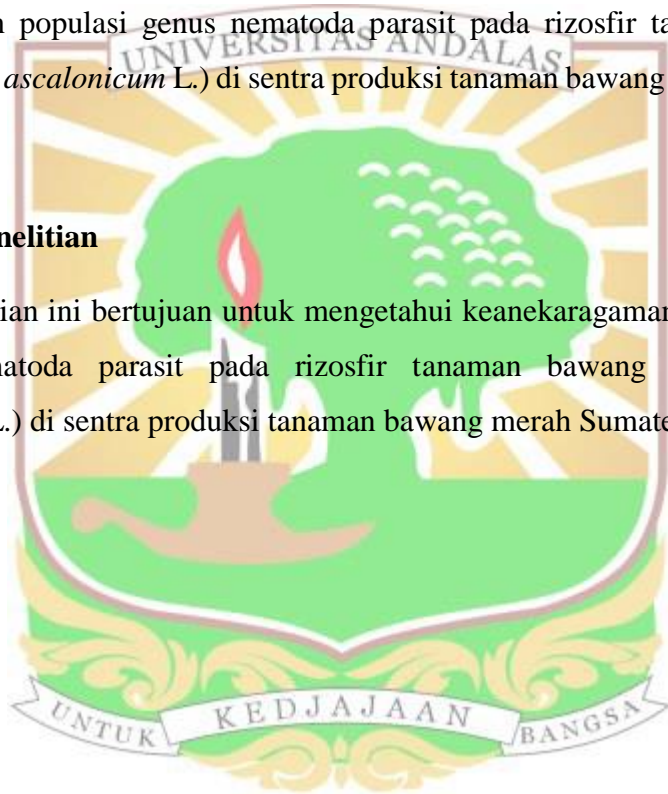 n populasi genus nematoda parasit pada rizosfir ta
UNIVERSITAS ANDALAS
ascalonicum L.) di sentra produksi tanaman bawang
nelitian
ian ini bertujuan untuk mengetahui keanekaragaman
matoda parasit pada rizosfir tanaman bawang
L.) di sentra produksi tanaman bawang merah Sumate
UNTUK KEDJAJAAN BANGSA